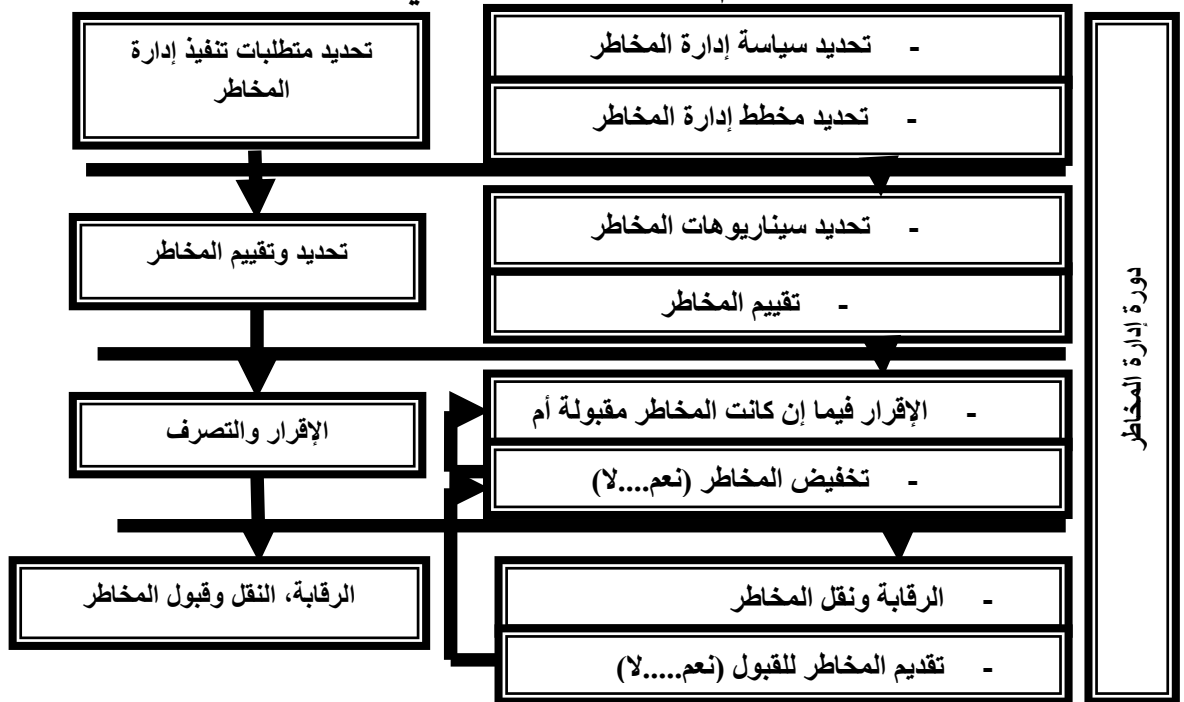 تحديد متطلبات تنفيذ إدارة
المخاطر
- تحديد سياسة إدارة المخاطر
- تحديد مخطط إدارة المخاطر
تحديد وتقييم المخاطر
- تحديد سيناريوهات المخاطر
- تقييم المخاطر
الإقرار والتصرف
- الإقرار فيما إن كانت المخاطر مقبولة أم
- تخفيض المخاطر (نعم....لا)
الرقابة، النقل وقبول المخاطر
- الرقابة ونقل المخاطر
- تقديم المخاطر للقبول (نعم.....لا)
دورة إدارة المخاطر